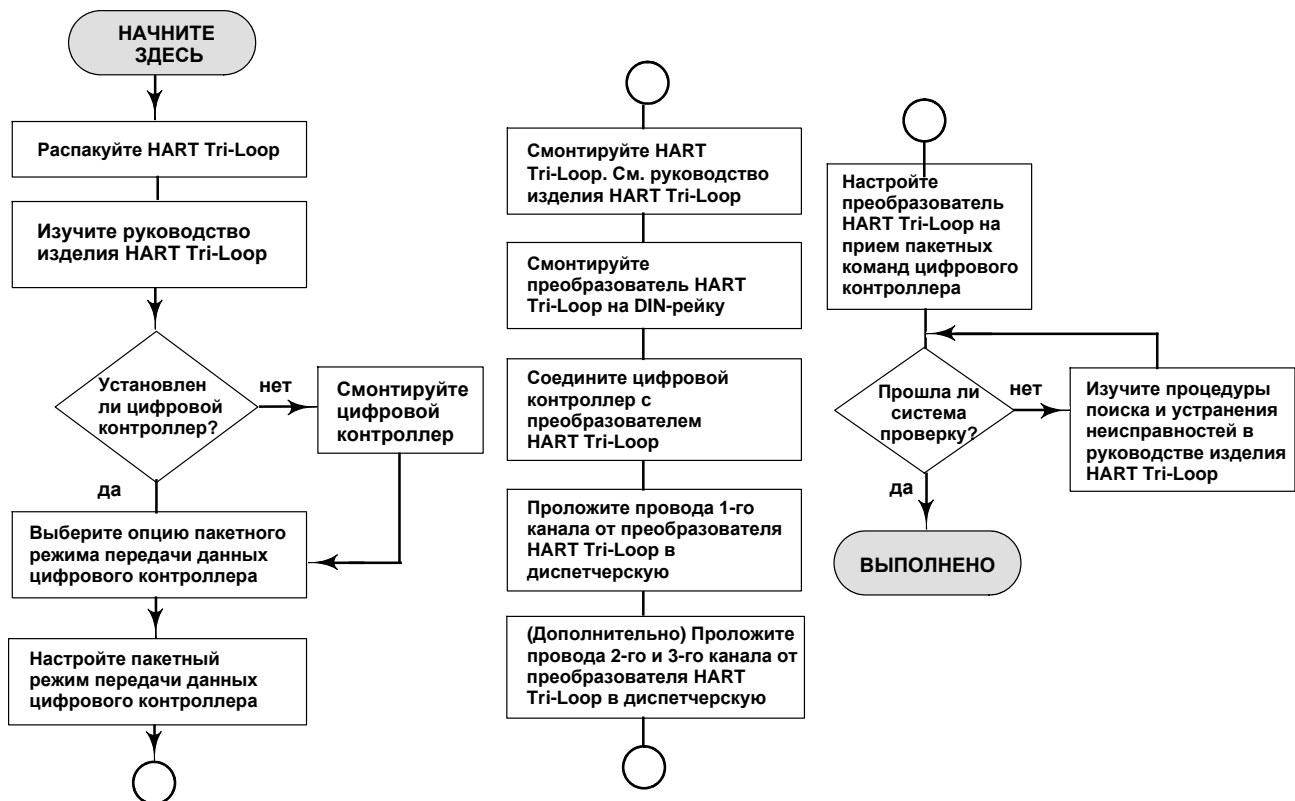 НАЧНИТЕ
ЗДЕСЬ
Распакуйте HART Tri-Loop
Изучите руководство
изделия HART Tri-Loop
Установлен
ли цифровой
контроллер?
нет
Смонтируйте
цифровой
контроллер
да
Выберите опцию пакетного
режима передачи данных
цифрового контроллера
Настройте пакетный
режим передачи данных
цифрового контроллера
Смонтируйте HART
Tri-Loop. См. руководство
изделия HART Tri-Loop
Смонтируйте
преобразователь HART
Tri-Loop на DIN-рейку
Соедините цифровой
контроллер с
преобразователем
HART Tri-Loop
Проложите провода 1-го
канала от преобразователя
HART Tri-Loop в
диспетчерскую
(Дополнительно) Проложите
провода 2-го и 3-го канала от
преобразователя HART
Tri-Loop в диспетчерскую
Настройте
преобразователь
HART Tri-Loop на
прием пакетных
команд цифрового
контроллера
Прошла ли
система
проверку?
нет
Изучите процедуры
поиска и устранения
неисправностей в
руководстве изделия
HART Tri-Loop
да
ВЫПОЛНЕНО